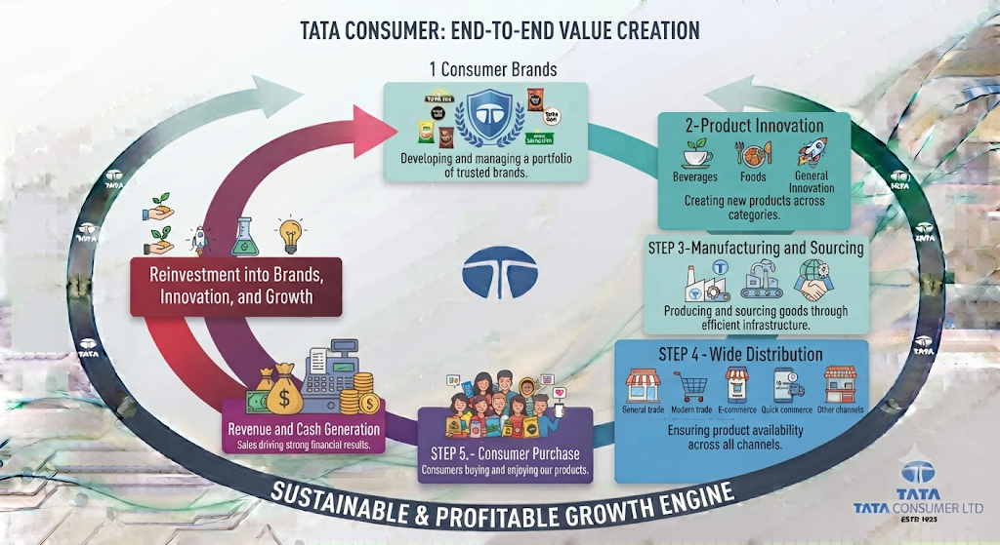 TATA CONSUMER: END-TO-END VALUE CREATION
1 Consumer Brands
Developing and managing a portfolio
of trusted brands.
2-Product Innovation
Beverages
Foods
General
Innovation
Creating new products across
categories.
STEP 3-Manufacturing and Sourcing
Producing and sourcing goods through
efficient infrastructure.
STEP 4 - Wide Distribution
General trade
Modern trade
E-commerce
Quick commerce
Other channels
Ensuring product availability
across all channels.
STEP 5.- Consumer Purchase
Consumers buying and enjoying our products.
Revenue and Cash Generation
Sales driving strong financial results.
Reinvestment into Brands,
Innovation, and Growth
TATA
TATA
SUSTAINABLE & PROFITABLE GROWTH ENGINE
TATA
TATA CONSUMER LTD
ESTB 1925